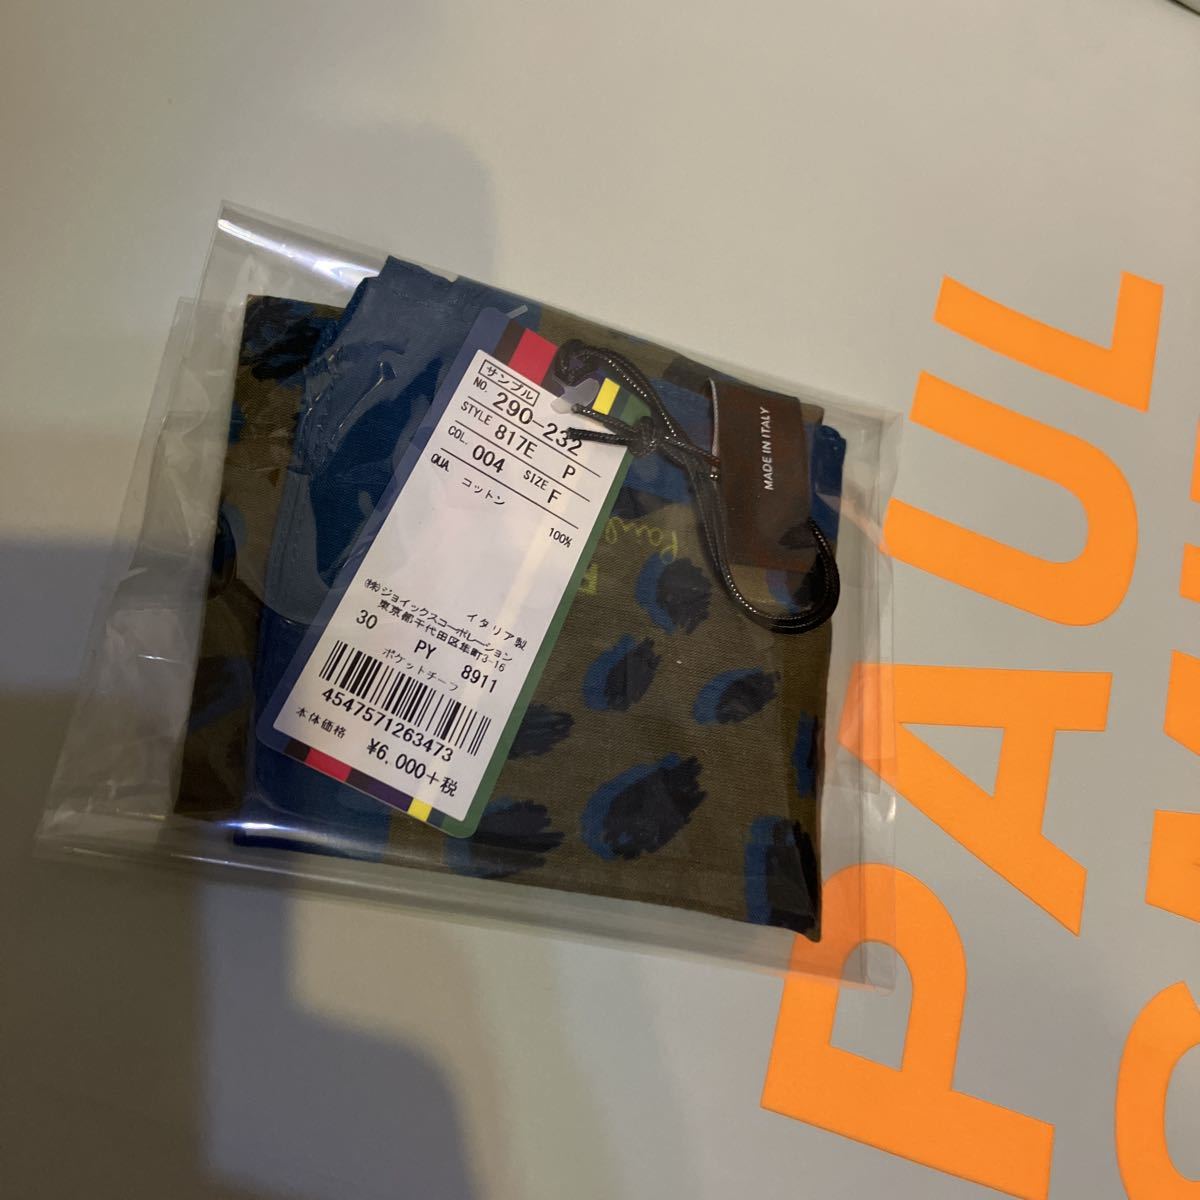 サンプル
NO. 290-232
STYLE 817E P
COL. 004 SIZE F
QUA コットン 100%
イタリア製
(株)ジョイックスコーポレーション
東京都千代田区隼町3-16
30 PY 8911
ポケットチーフ
4547571263473
本体価格
¥6,000+税
MADE IN ITALY
Paul
PAUL